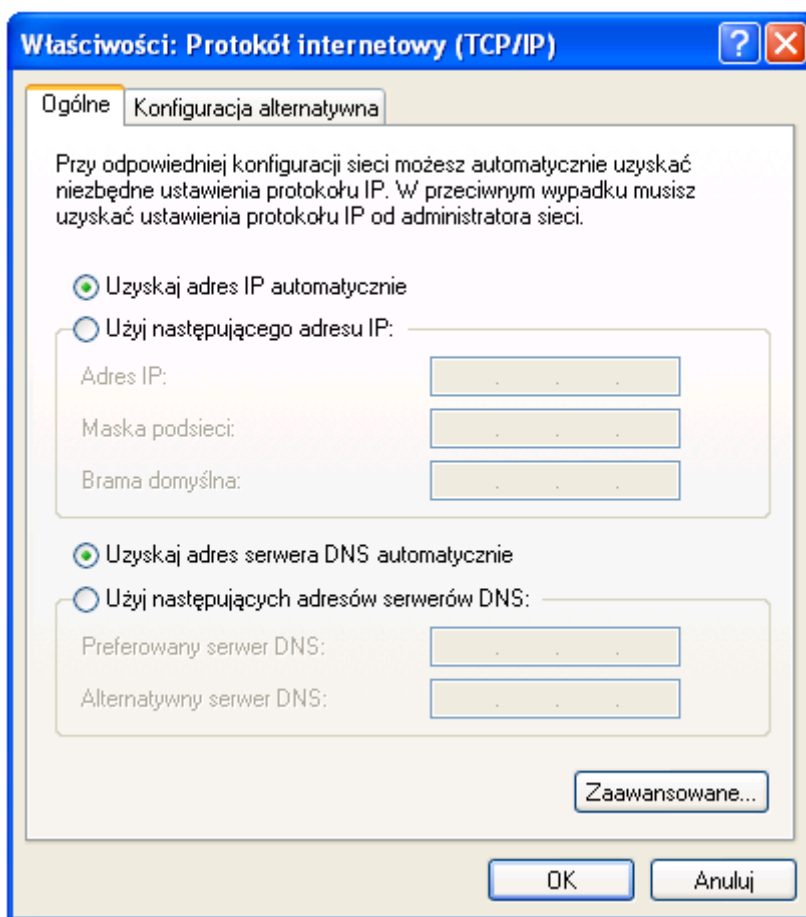 Właściwości: Protokół internetowy (TCP/IP)
Ogólne
Konfiguracja alternatywna
Przy odpowiedniej konfiguracji sieci możesz automatycznie uzyskać
niezbędne ustawienia protokołu IP. W przeciwnym wypadku musisz
uzyskać ustawienia protokołu IP od administratora sieci.
Uzyskaj adres IP automatycznie
Użyj następującego adresu IP:
Adres IP:
Maska podsieci:
Brama domyślna:
Uzyskaj adres serwera DNS automatycznie
Użyj następujących adresów serwerów DNS:
Preferowany serwer DNS:
Alternatywny serwer DNS:
Zaawansowane...
OK
Anuluj